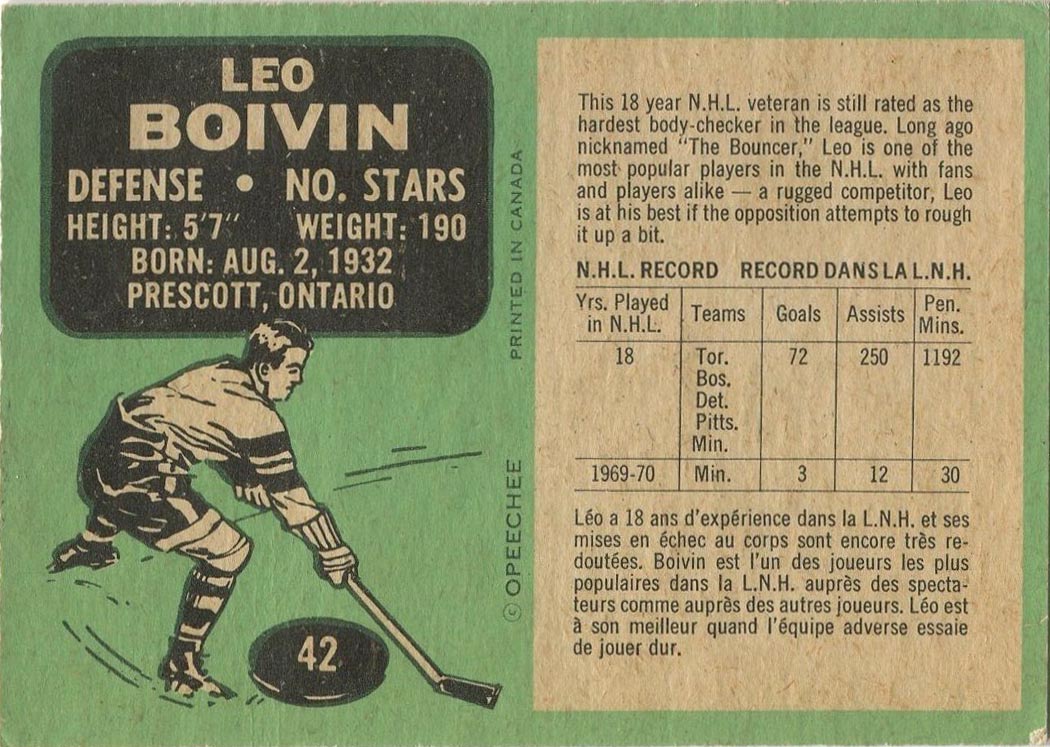 LEO
BOIVIN
DEFENSE • NO. STARS
HEIGHT: 5'7" WEIGHT: 190
BORN: AUG. 2, 1932
PRESCOTT, ONTARIO
42
PRINTED IN CANADA
© OPEECHEE
This 18 year N.H.L. veteran is still rated as the
hardest body-checker in the league. Long ago
nicknamed "The Bouncer," Leo is one of the
most popular players in the N.H.L. with fans
and players alike — a rugged competitor, Leo
is at his best if the opposition attempts to rough
it up a bit.
N.H.L. RECORD RECORD DANS LA L.N.H.
Yrs. Played
in N.H.L. Teams Goals Assists Pen.
Mins.
18 Tor. 72 250 1192
Bos.
Det.
Pitts.
Min.
1969-70 Min. 3 12 30
Léo a 18 ans d'expérience dans la L.N.H. et ses
mises en échec au corps sont encore très re-
doutées. Boivin est l'un des joueurs les plus
populaires dans la L.N.H. auprès des specta-
teurs comme auprès des autres joueurs. Léo est
à son meilleur quand l'équipe adverse essaie
de jouer dur.